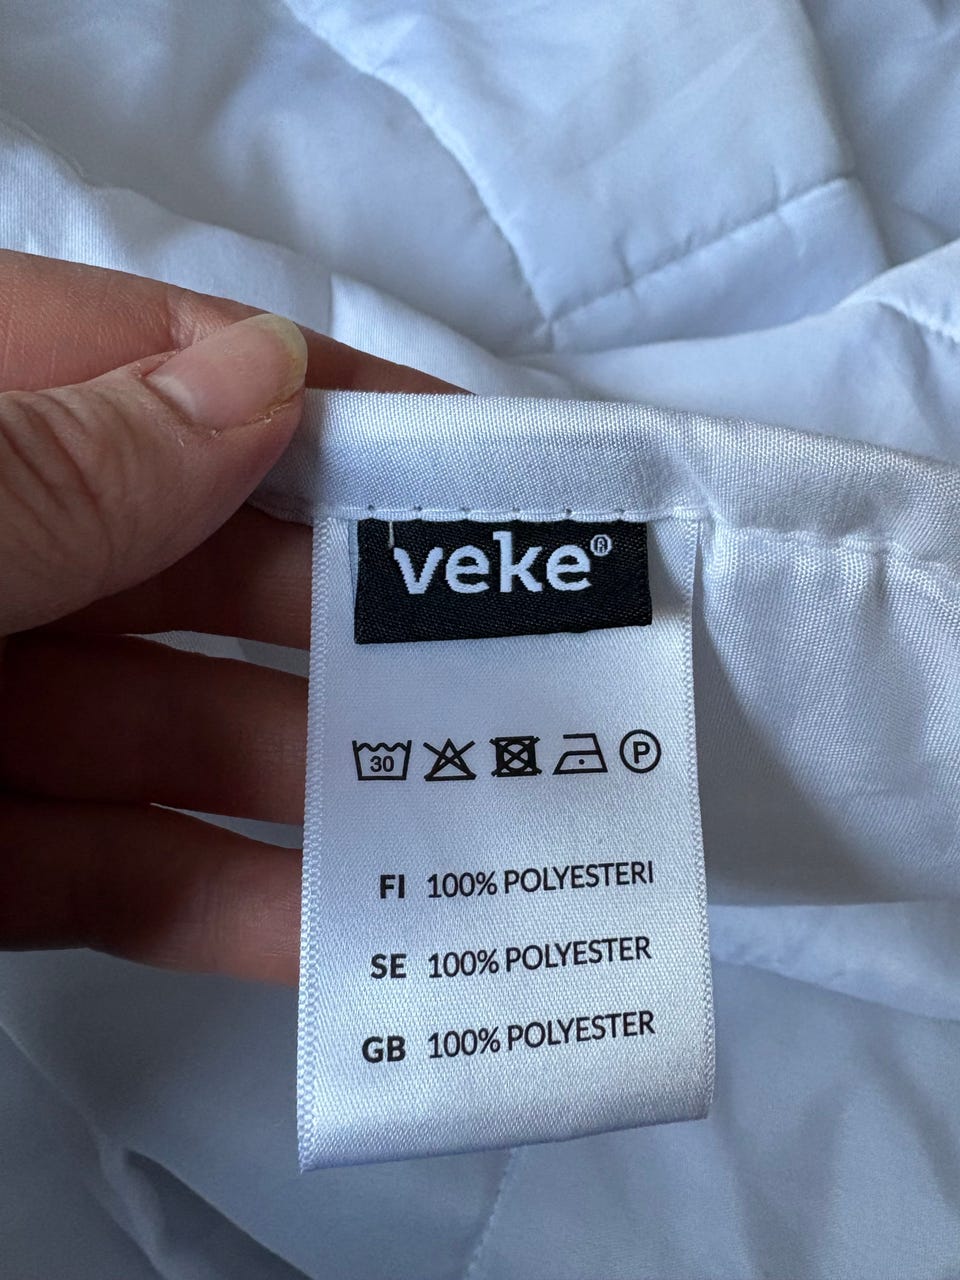 veke®
30 P
FI 100% POLYESTERI
SE 100% POLYESTER
GB 100% POLYESTER